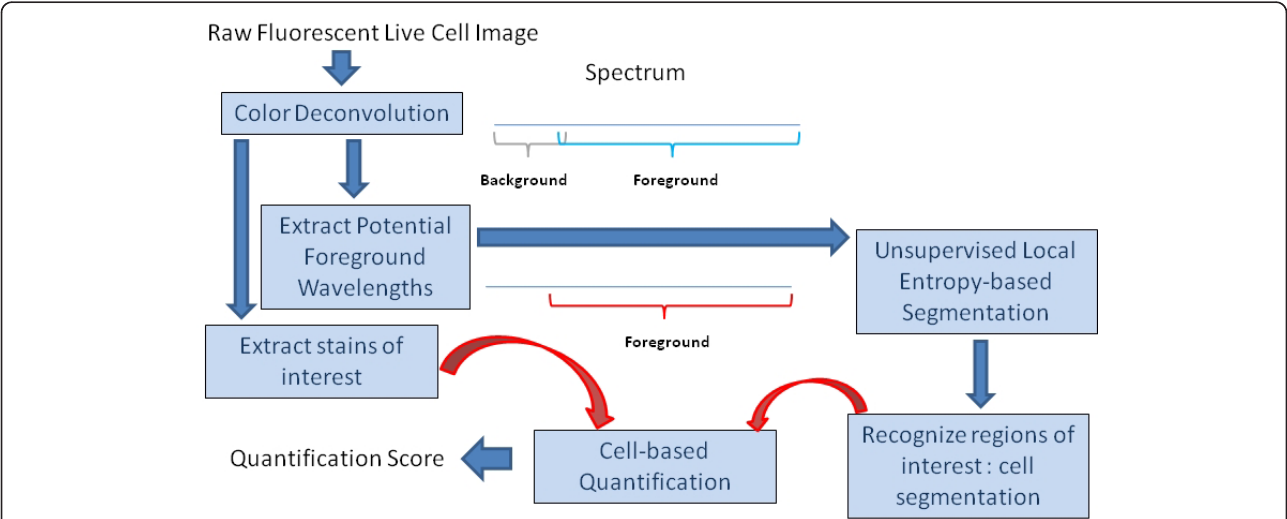 Raw Fluorescent Live Cell Image
Spectrum
Color Deconvolution
Background
Foreground
Extract Potential
Foreground
Wavelengths
Unsupervised Local
Entropy-based
Segmentation
Foreground
Extract stains of
interest
Recognize regions of
interest : cell
segmentation
Cell-based
Quantification
Quantification Score